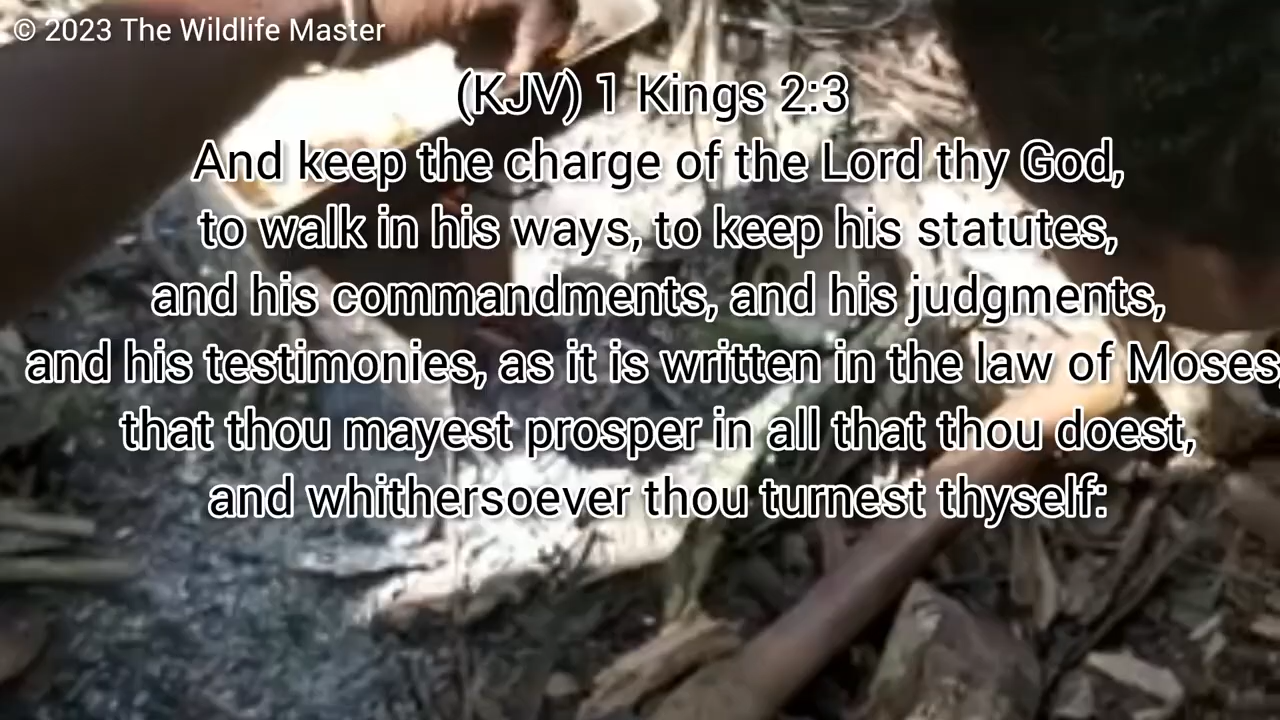 © 2023 The Wildlife Master
(KJV) 1 Kings 2:3
And keep the charge of the Lord thy God,
to walk in his ways, to keep his statutes,
and his commandments, and his judgments,
and his testimonies, as it is written in the law of Moses
that thou mayest prosper in all that thou doest,
and whithersoever thou turnest thyself: